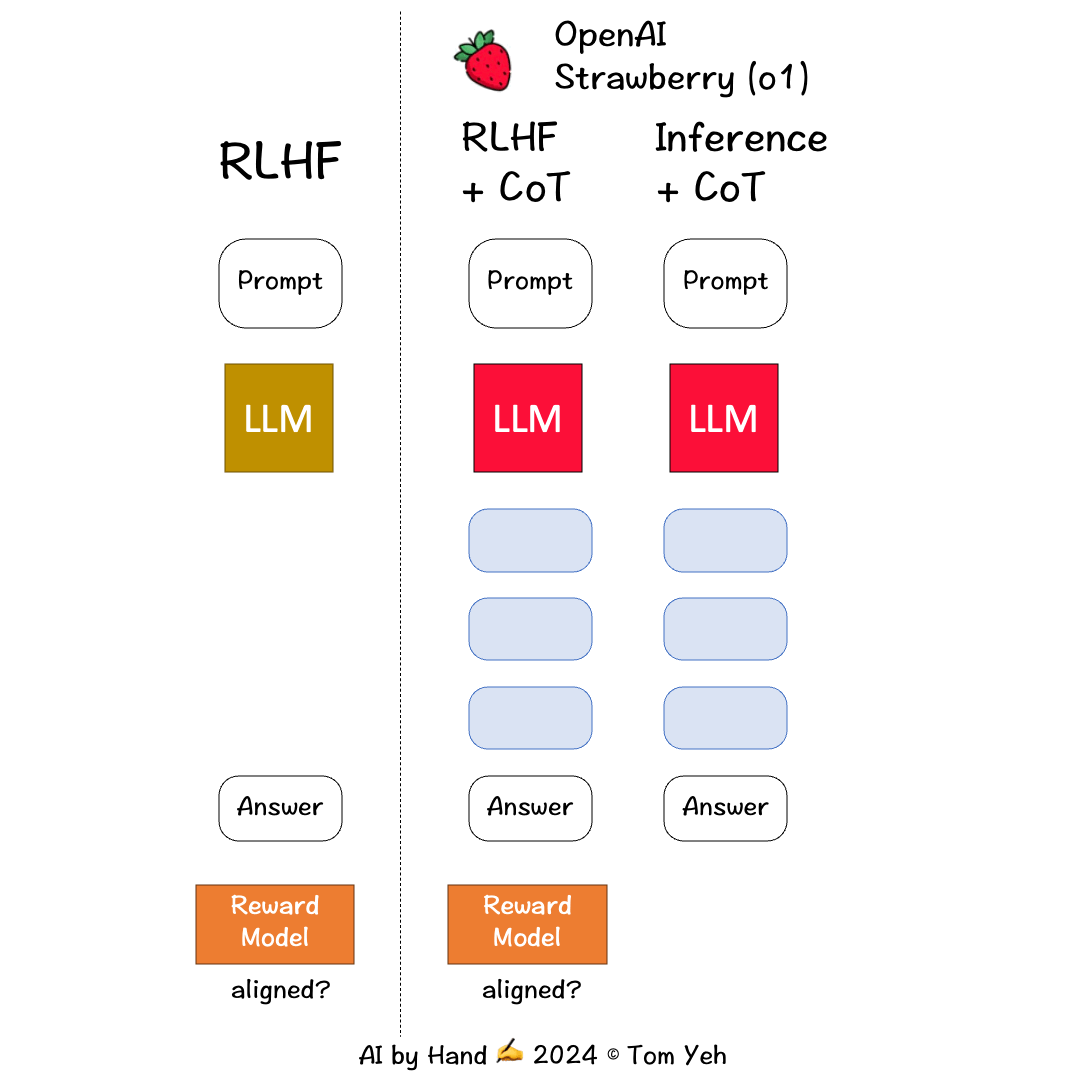 OpenAI
Strawberry (o1)
RLHF
RLHF
+ CoT
Inference
+ CoT
Prompt
Prompt
Prompt
LLM
LLM
LLM
Answer
Answer
Answer
Reward
Model
aligned?
Reward
Model
aligned?
AI by Hand ✍️ 2024 © Tom Yeh